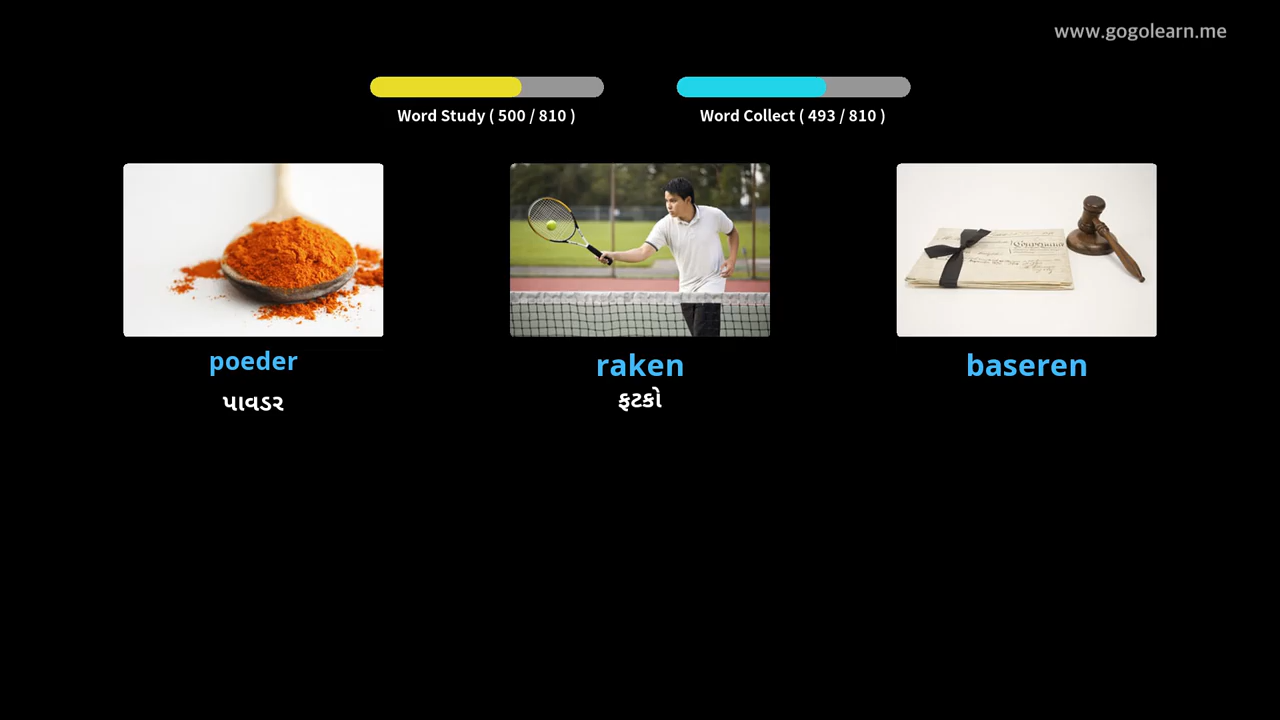 www.gogolearn.me
Word Study ( 500 / 810 )
Word Collect ( 493 / 810 )
poeder
raken
baseren
પાવડર
ફટકો